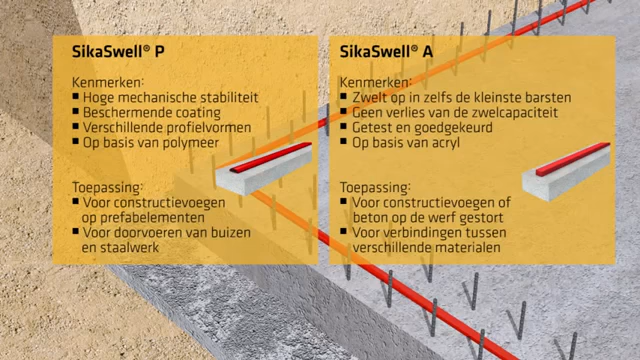 SikaSwell® P
Kenmerken:
▪ Hoge mechanische stabiliteit
▪ Beschermende coating
▪ Verschillende profielvormen
▪ Op basis van polymeer
Toepassing:
▪ Voor constructievoegen
op prefabelementen
▪ Voor doorvoeren van buizen
en staalwerk
SikaSwell® A
Kenmerken:
▪ Zwelt op in zelfs de kleinste barsten
▪ Geen verlies van de zwelcapaciteit
▪ Getest en goedgekeurd
▪ Op basis van acryl
Toepassing:
▪ Voor constructievoegen of
beton op de werf gestort
▪ Voor verbindingen tussen
verschillende materialen